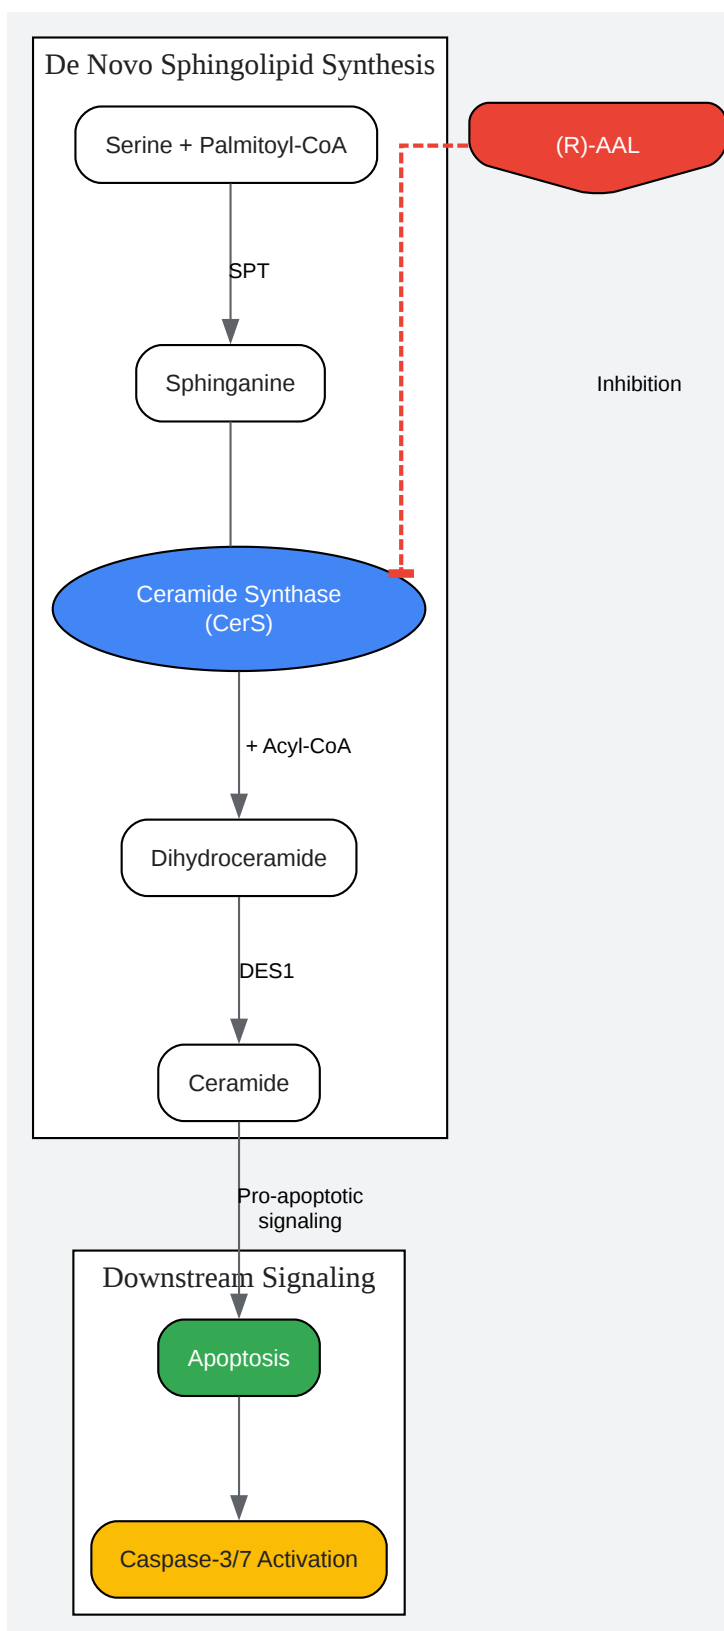 De Novo Sphingolipid Synthesis
Serine + Palmitoyl-CoA
(R)-AAL
SPT
Sphinganine
Inhibition
Ceramide Synthase
(CerS)
+ Acyl-CoA
Dihydroceramide
DES1
Ceramide
Pro-apoptotic
signaling
Downstream Signaling
Apoptosis
Caspase-3/7 Activation